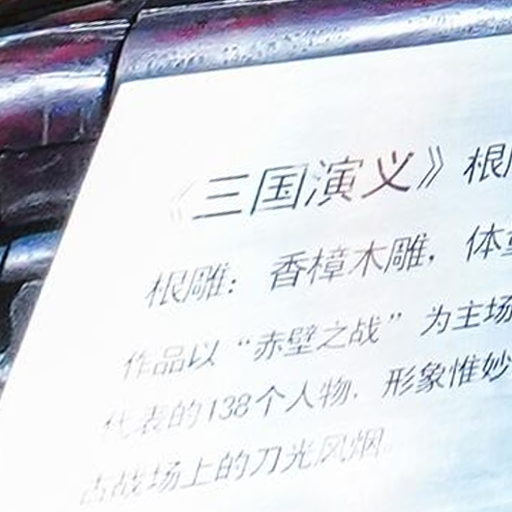 《三国演义》根
根雕：香樟木雕，体
作品以“赤壁之战”为主场
代表的138个人物．形象惟妙
古战场上的刀光风烟。